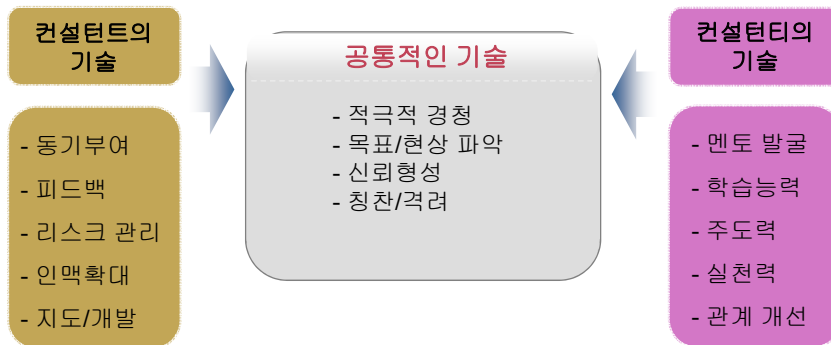 컨설턴트의
기술
- 동기부여
- 피드백
- 리스크 관리
- 인맥확대
- 지도/개발
공통적인 기술
- 적극적 경청
- 목표/현상 파악
- 신뢰형성
- 칭찬/격려
컨설턴티의
기술
- 멘토 발굴
- 학습능력
- 주도력
- 실천력
- 관계 개선